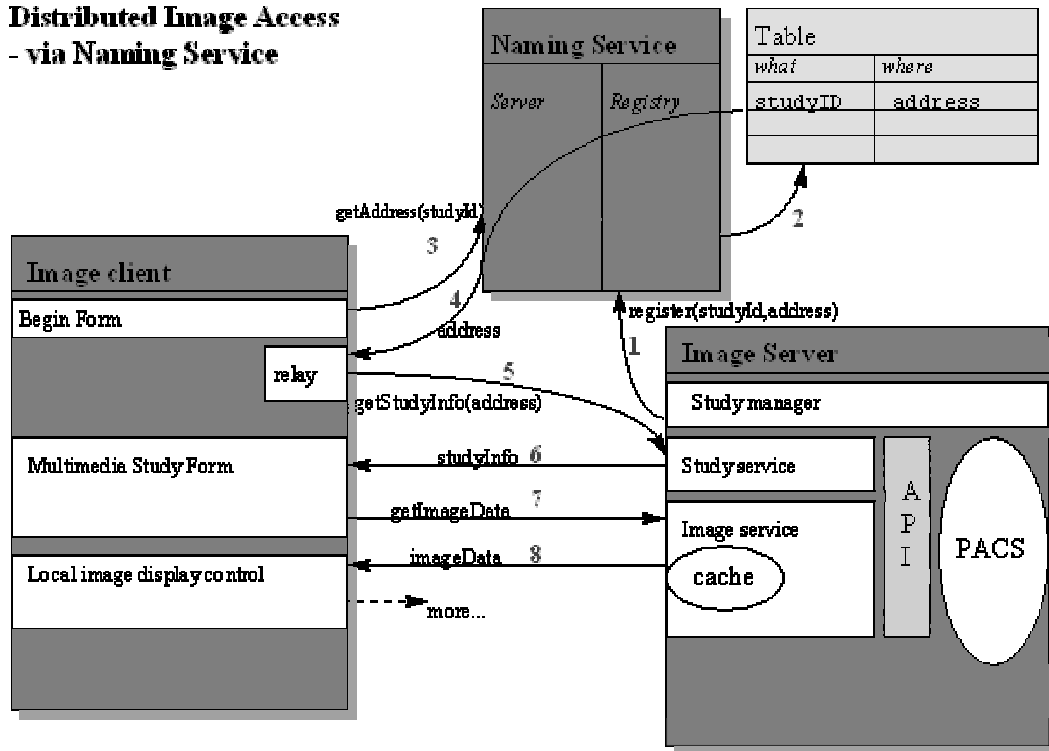 Distributed Image Access
- via Naming Service
Naming Service
Server
Registry
Table
what
where
studyID
address
2
getAddress(studyId)
3
4
address
register(studyId,address)
1
Image client
Begin Form
relay
5
getStudyInfo(address)
Multimedia Study Form
studyInfo 6
getImageData 7
imageData 8
Local image display control
more...
Image Server
Study manager
Study service
Image service
cache
API
PACS